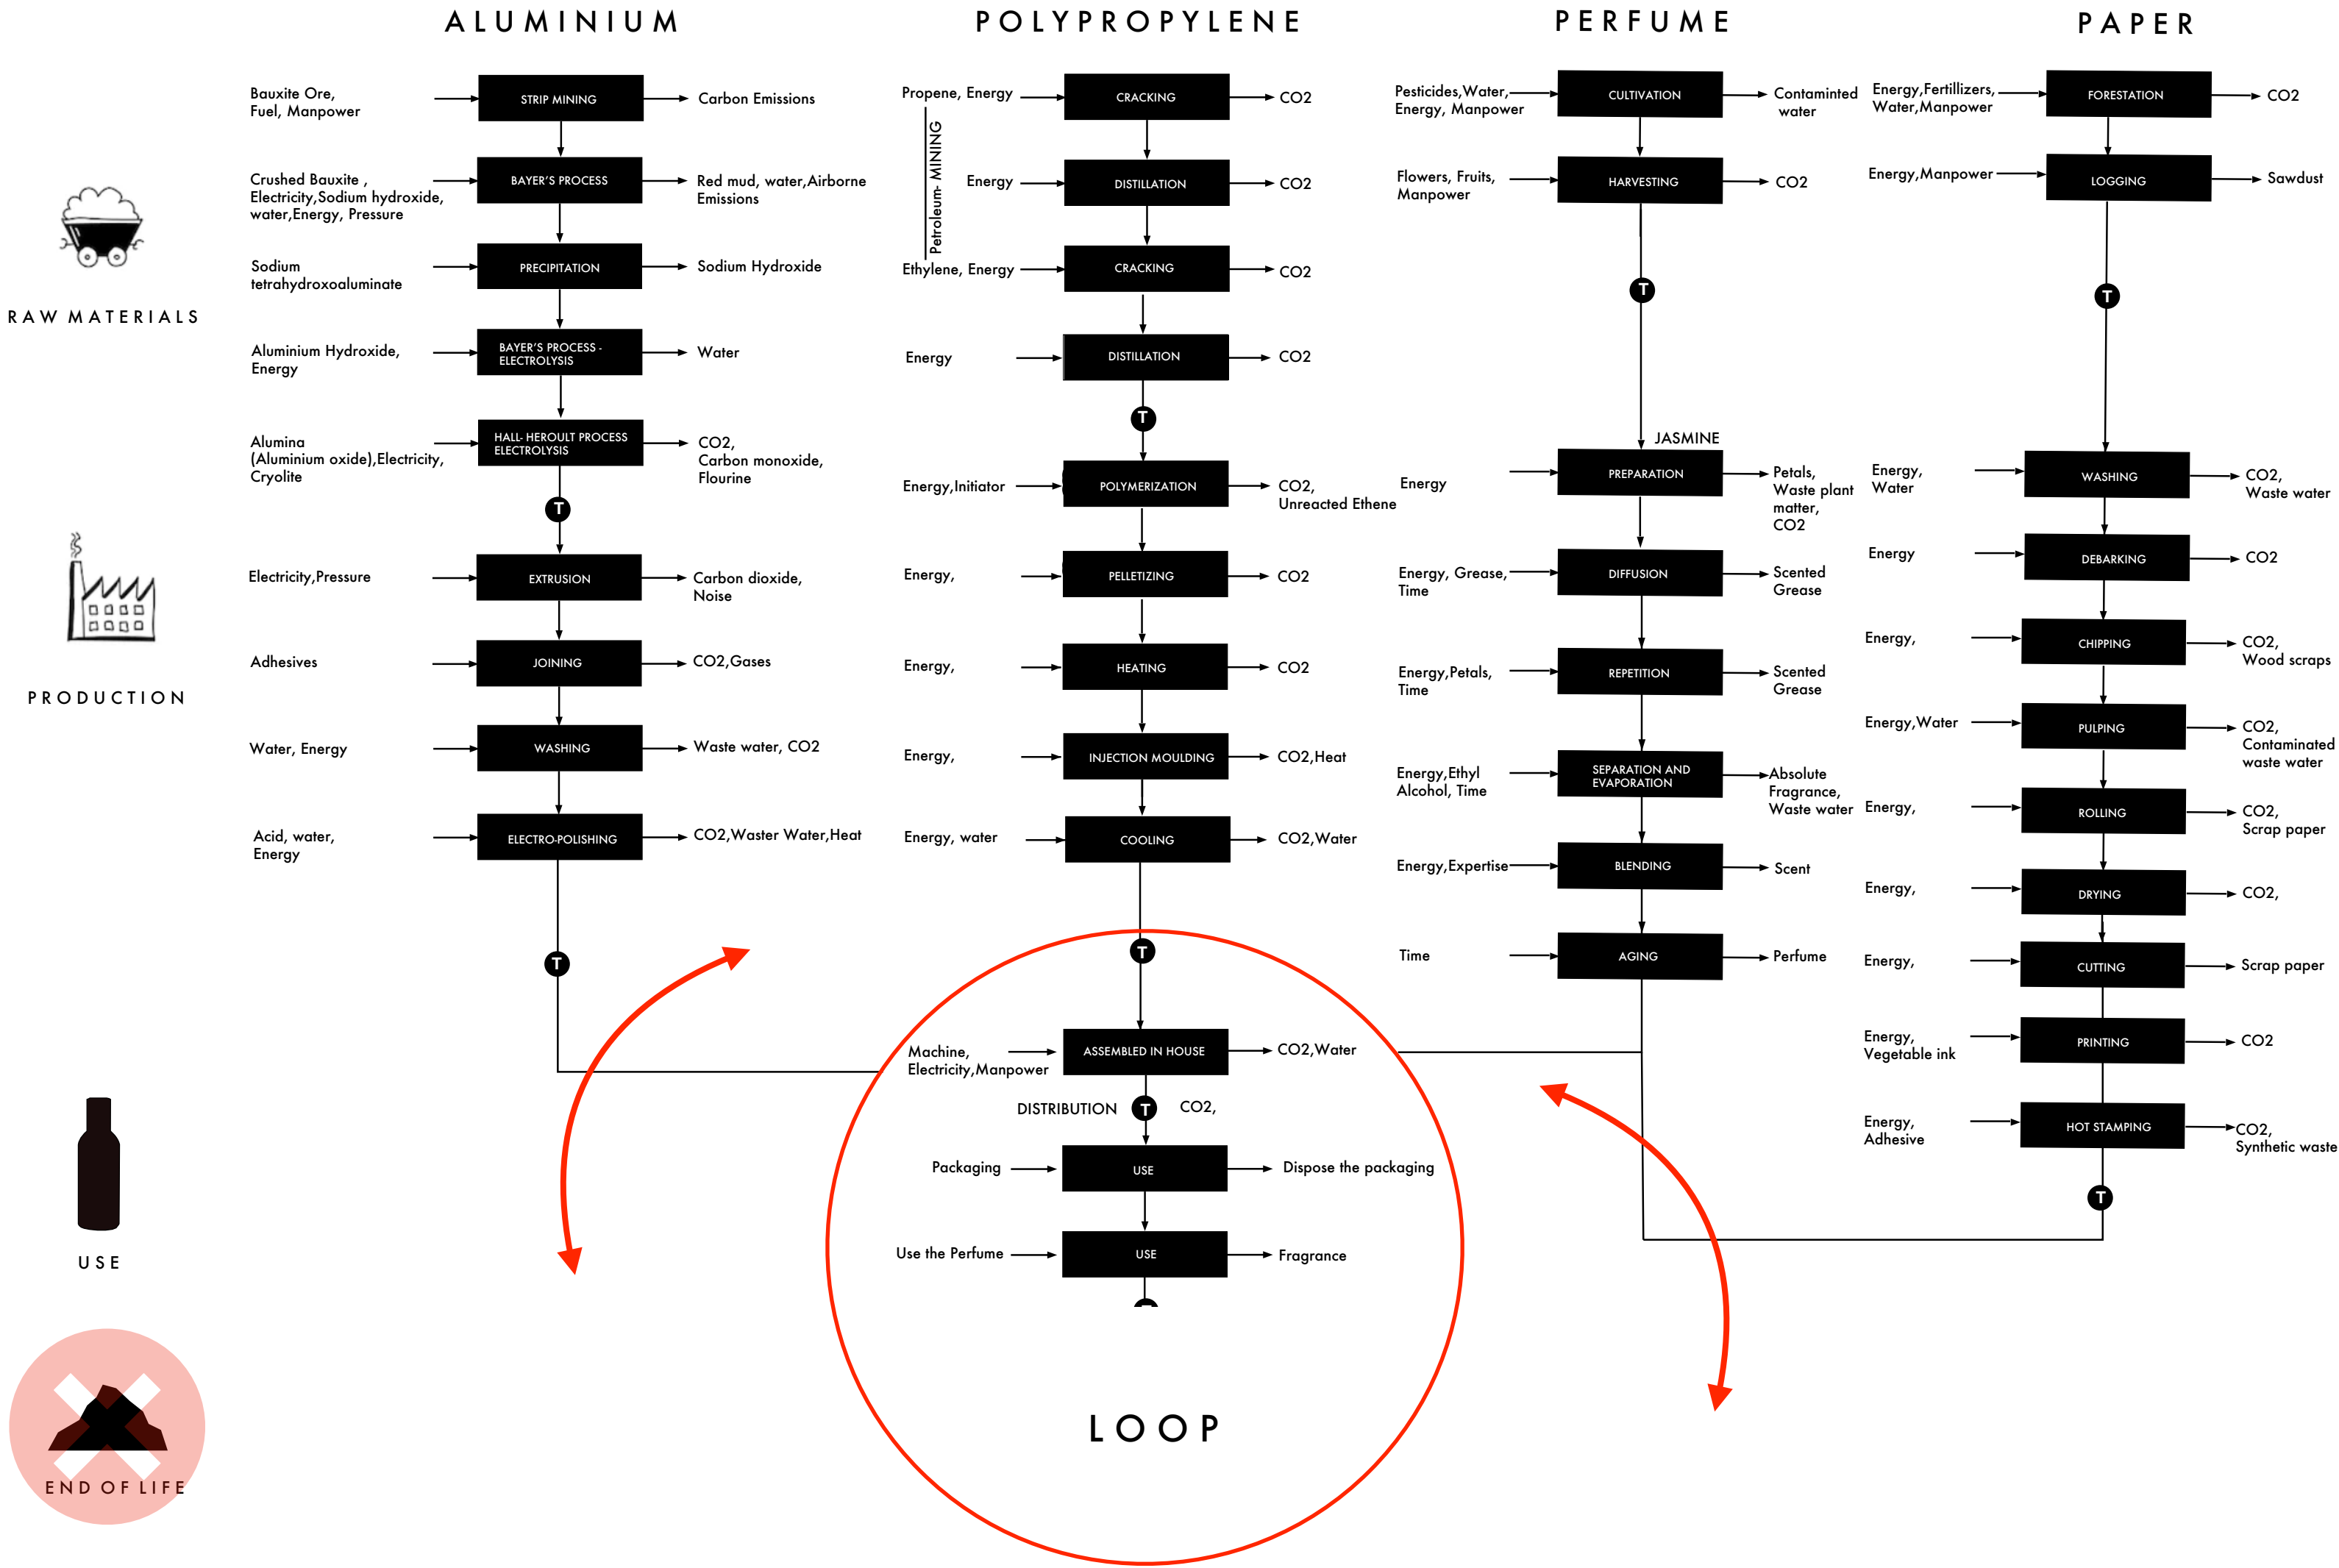 ALUMINIUM
POLYPROPYLENE
PERFUME
PAPER
RAW MATERIALS
PRODUCTION
USE
END OF LIFE
Bauxite Ore,
Fuel, Manpower
STRIP MINING
Carbon Emissions
Crushed Bauxite ,
Electricity,Sodium hydroxide,
water,Energy, Pressure
BAYER'S PROCESS
Red mud, water,Airborne
Emissions
Sodium
tetrahydroxoaluminate
PRECIPITATION
Sodium Hydroxide
Aluminium Hydroxide,
Energy
BAYER'S PROCESS -
ELECTROLYSIS
Water
Alumina
(Aluminium oxide),Electricity,
Cryolite
HALL- HEROULT PROCESS
ELECTROLYSIS
CO2,
Carbon monoxide,
Flourine
T
Electricity,Pressure
EXTRUSION
Carbon dioxide,
Noise
Adhesives
JOINING
CO2,Gases
Water, Energy
WASHING
Waste water, CO2
Acid, water,
Energy
ELECTRO-POLISHING
CO2,Waster Water,Heat
T
Propene, Energy
CRACKING
CO2
Petroleum- MINING
Energy
DISTILLATION
CO2
Ethylene, Energy
CRACKING
CO2
Energy
DISTILLATION
CO2
T
Energy,Initiator
POLYMERIZATION
CO2,
Unreacted Ethene
Energy,
PELLETIZING
CO2
Energy,
HEATING
CO2
Energy,
INJECTION MOULDING
CO2,Heat
Energy, water
COOLING
CO2,Water
T
Machine,
Electricity,Manpower
ASSEMBLED IN HOUSE
CO2,Water
DISTRIBUTION
T
CO2,
Packaging
USE
Dispose the packaging
Use the Perfume
USE
Fragrance
LOOP
Pesticides,Water,
Energy, Manpower
CULTIVATION
Contaminted
water
Flowers, Fruits,
Manpower
HARVESTING
CO2
T
JASMINE
Energy
PREPARATION
Petals,
Waste plant
matter,
CO2
Energy, Grease,
Time
DIFFUSION
Scented
Grease
Energy,Petals,
Time
REPETITION
Scented
Grease
Energy,Ethyl
Alcohol, Time
SEPARATION AND
EVAPORATION
Absolute
Fragrance,
Waste water
Energy,Expertise
BLENDING
Scent
Time
AGING
Perfume
Energy,Fertillizers,
Water,Manpower
FORESTATION
CO2
Energy,Manpower
LOGGING
Sawdust
T
Energy,
Water
WASHING
CO2,
Waste water
Energy
DEBARKING
CO2
Energy,
CHIPPING
CO2,
Wood scraps
Energy,Water
PULPING
CO2,
Contaminated
waste water
Energy,
ROLLING
CO2,
Scrap paper
Energy,
DRYING
CO2,
Energy,
CUTTING
Scrap paper
Energy,
Vegetable ink
PRINTING
CO2
Energy,
Adhesive
HOT STAMPING
CO2,
Synthetic waste
T